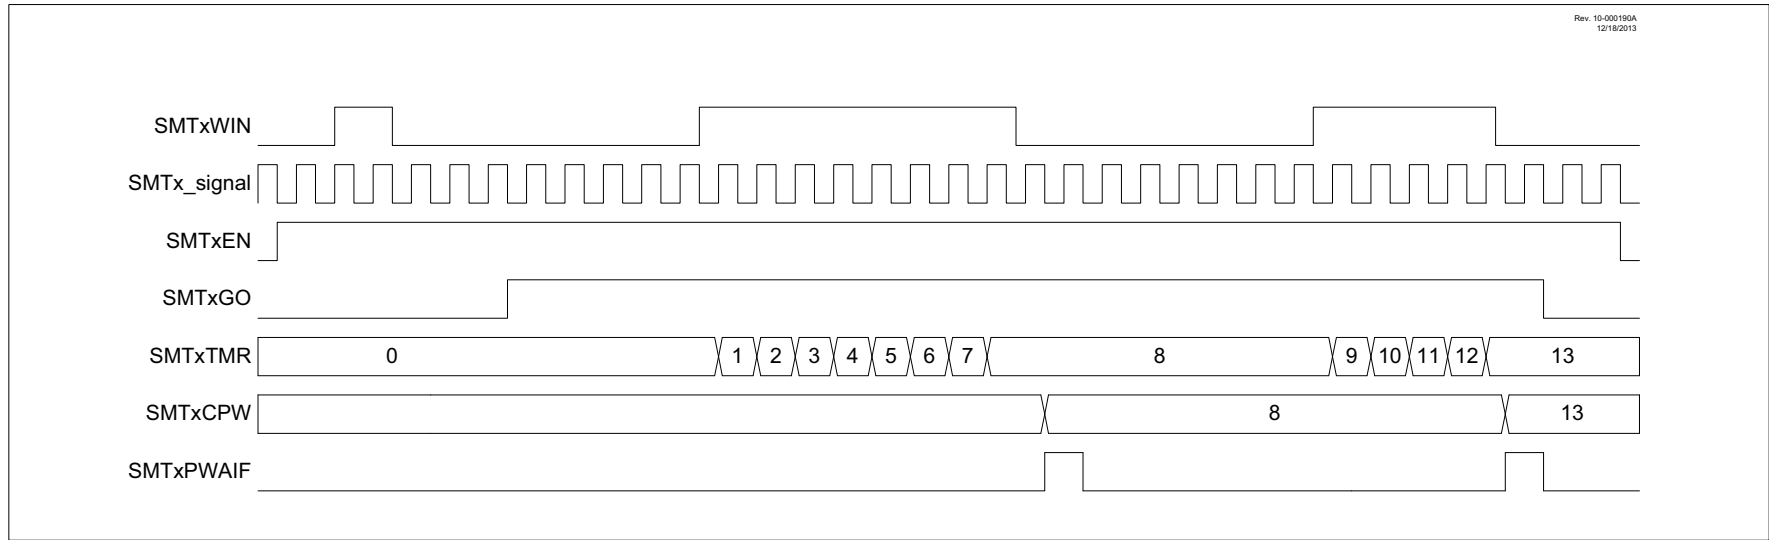 Rev. 10-000190A
12/18/2013
SMTxWIN
SMTx_signal
SMTxEN
SMTxGO
SMTxTMR 0 1 2 3 4 5 6 7 8 9 10 11 12 13
SMTxCPW 8 13
SMTxPWAIF